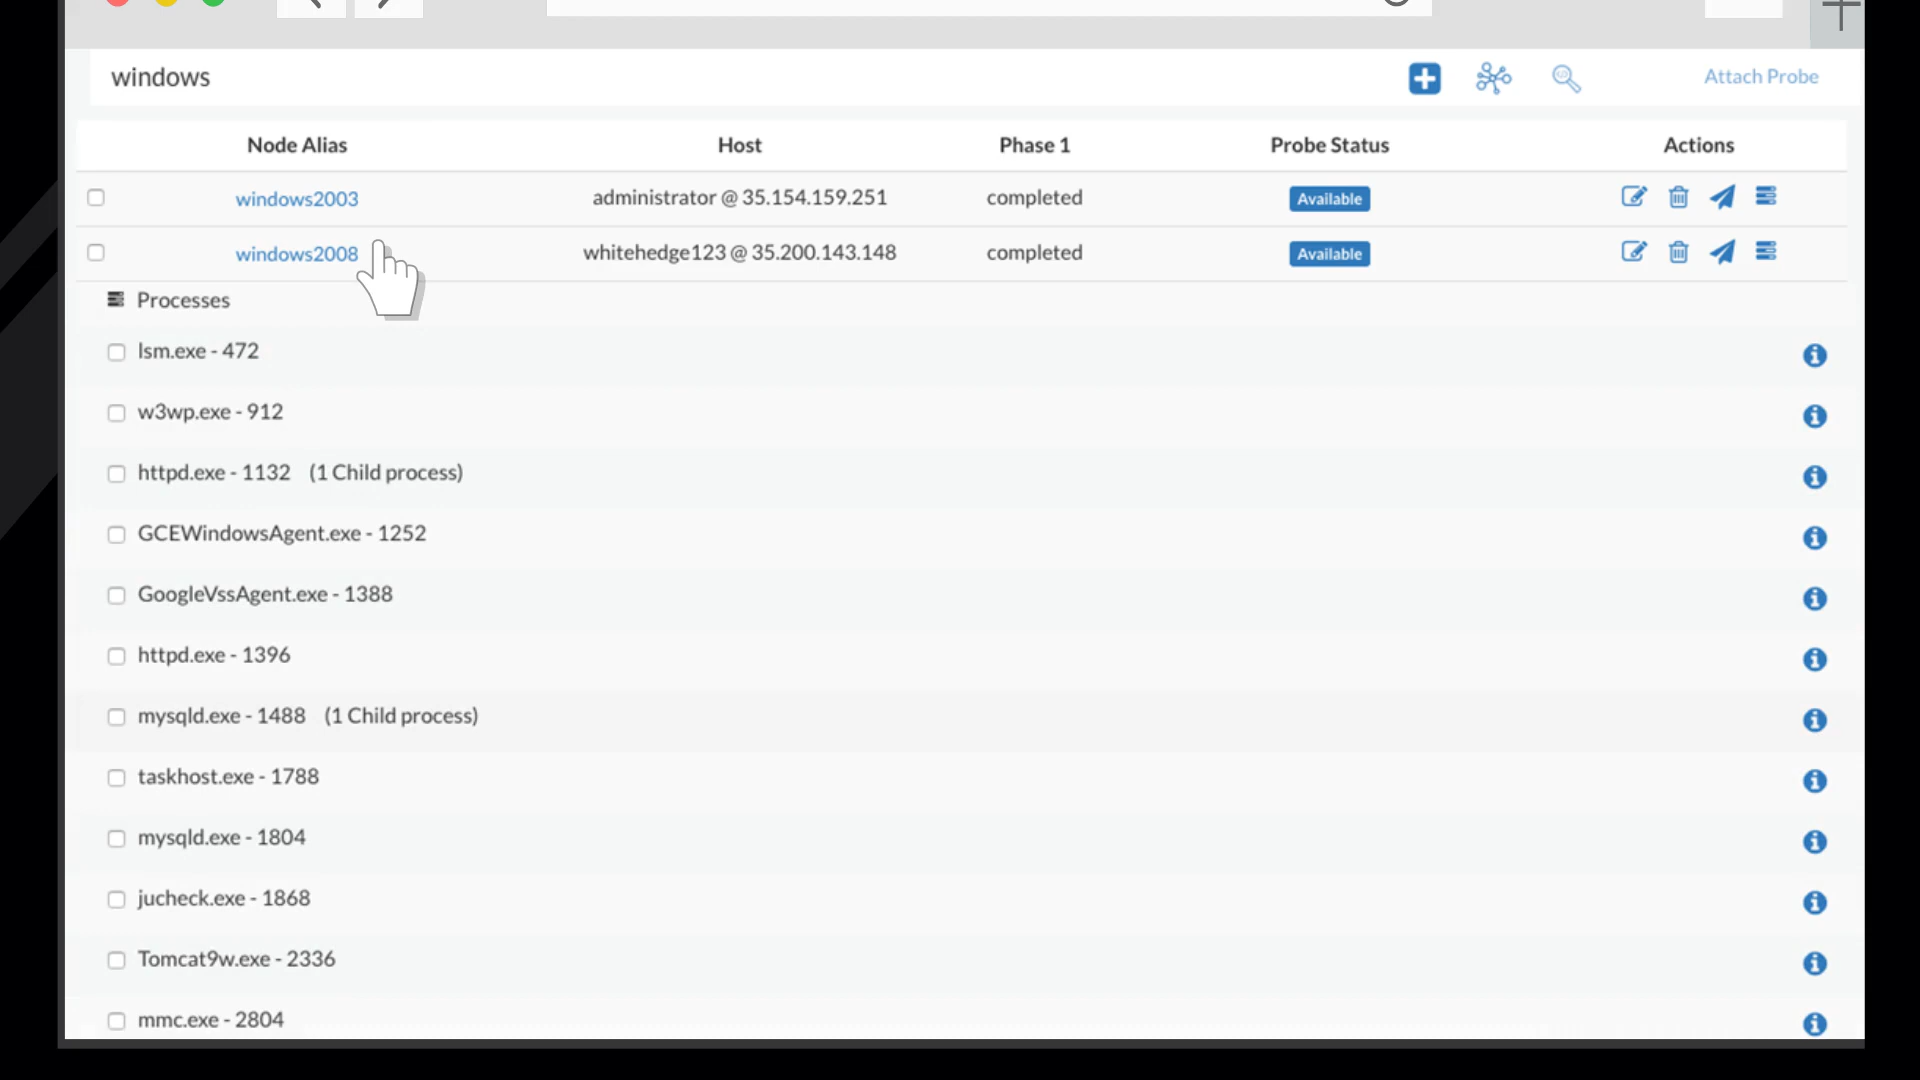 windows
Attach Probe
Node Alias Host Phase 1 Probe Status Actions
windows2003 administrator @ 35.154.159.251 completed Available
windows2008 whitehedge123 @ 35.200.143.148 completed Available
Processes
lsm.exe - 472
w3wp.exe - 912
httpd.exe - 1132 (1 Child process)
GCEWindowsAgent.exe - 1252
GoogleVssAgent.exe - 1388
httpd.exe - 1396
mysqld.exe - 1488 (1 Child process)
taskhost.exe - 1788
mysqld.exe - 1804
jucheck.exe - 1868
Tomcat9w.exe - 2336
mmc.exe - 2804